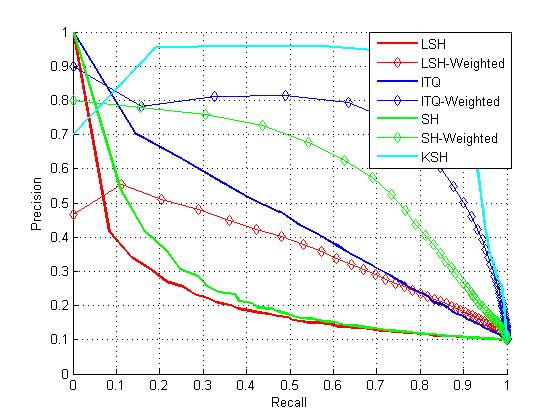 1
0.9
0.8
0.7
0.6
0.5
0.4
0.3
0.2
0.1
0
Precision
LSH
LSH-Weighted
ITQ
ITQ-Weighted
SH
SH-Weighted
KSH
0 0.1 0.2 0.3 0.4 0.5 0.6 0.7 0.8 0.9 1
Recall